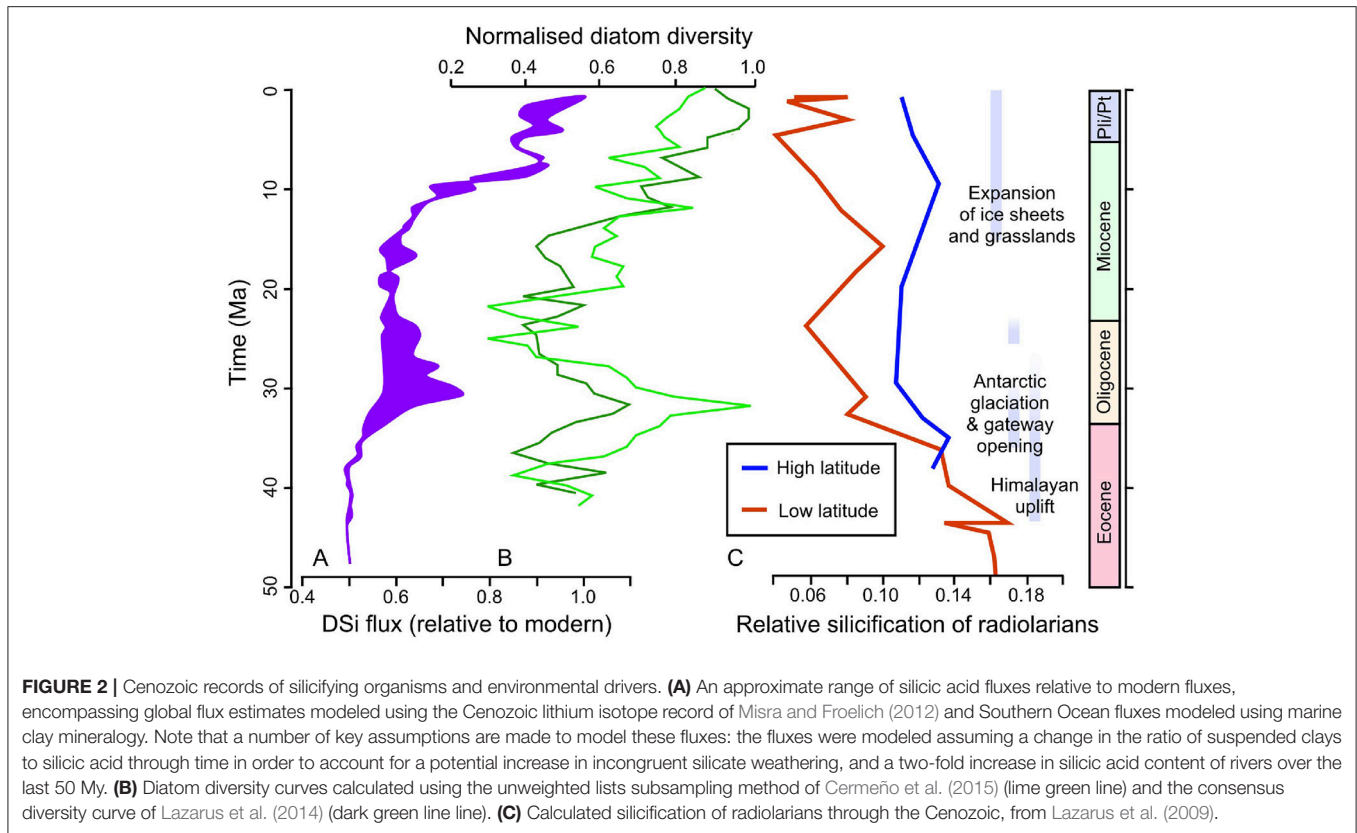 Normalised diatom diversity
0.2 0.4 0.6 0.8 1.0
0
10
20
30
40
50
Time (Ma)
Expansion
of ice sheets
and grasslands
Antarctic
glaciation
& gateway
opening
Himalayan
uplift
High latitude
Low latitude
Pli/Pt
Miocene
Oligocene
Eocene
A B C
0.4 0.6 0.8 1.0
DSi flux (relative to modern)
0.06 0.10 0.14 0.18
Relative silicification of radiolarians
FIGURE 2 | Cenozoic records of silicifying organisms and environmental drivers. (A) An approximate range of silicic acid fluxes relative to modern fluxes,
encompassing global flux estimates modeled using the Cenozoic lithium isotope record of Misra and Froelich (2012) and Southern Ocean fluxes modeled using marine
clay mineralogy. Note that a number of key assumptions are made to model these fluxes: the fluxes were modeled assuming a change in the ratio of suspended clays
to silicic acid through time in order to account for a potential increase in incongruent silicate weathering, and a two-fold increase in silicic acid content of rivers over the
last 50 My. (B) Diatom diversity curves calculated using the unweighted lists subsampling method of Cermeño et al. (2015) (lime green line) and the consensus
diversity curve of Lazarus et al. (2014) (dark green line line). (C) Calculated silicification of radiolarians through the Cenozoic, from Lazarus et al. (2009).